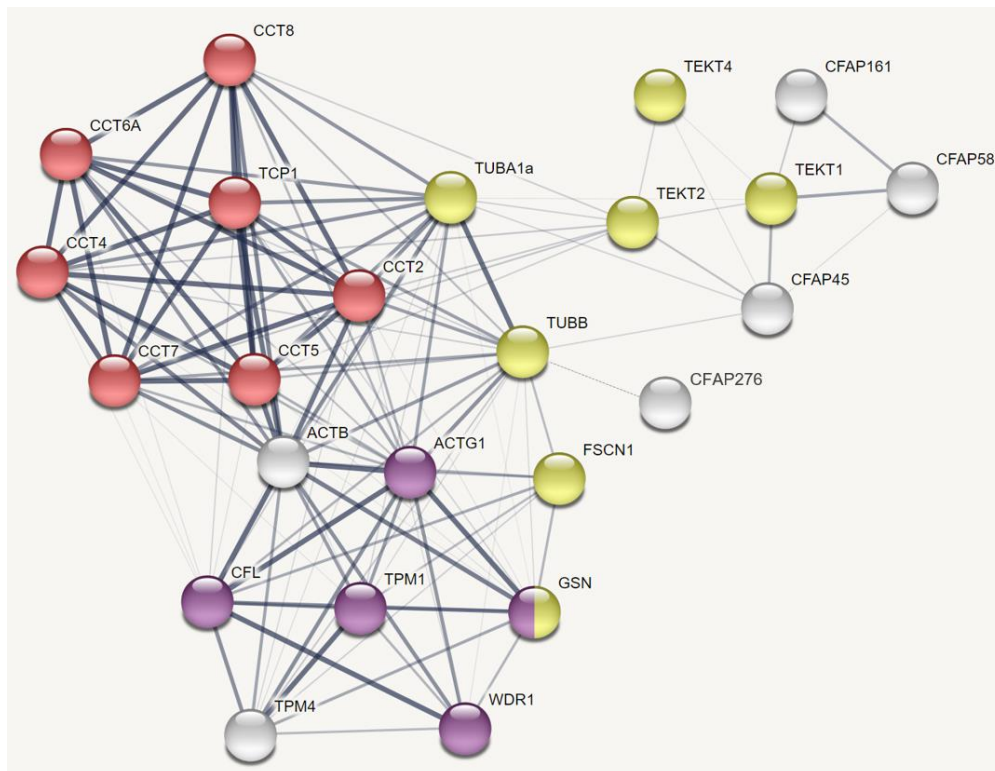 CCT8
TEKT4
CFAP161
CCT6A
TCP1
TUBA1a
TEKT2
TEKT1
CFAP58
CCT4
CCT2
CFAP45
TUBB
CCT7
CCT5
CFAP276
ACTB
ACTG1
FSCN1
CFL
TPM1
GSN
TPM4
WDR1